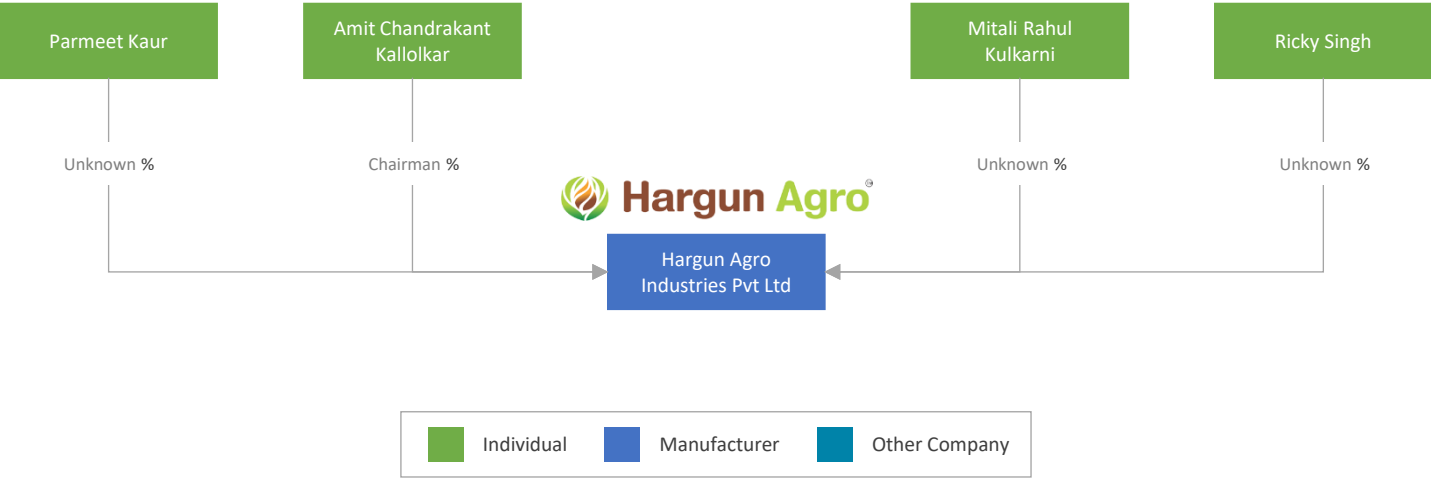 Parmeet Kaur
Amit Chandrakant
Kallolkar
Mitali Rahul
Kulkarni
Ricky Singh
Unknown %
Chairman %
Unknown %
Unknown %
Hargun Agro
Hargun Agro
Industries Pvt Ltd
Individual
Manufacturer
Other Company